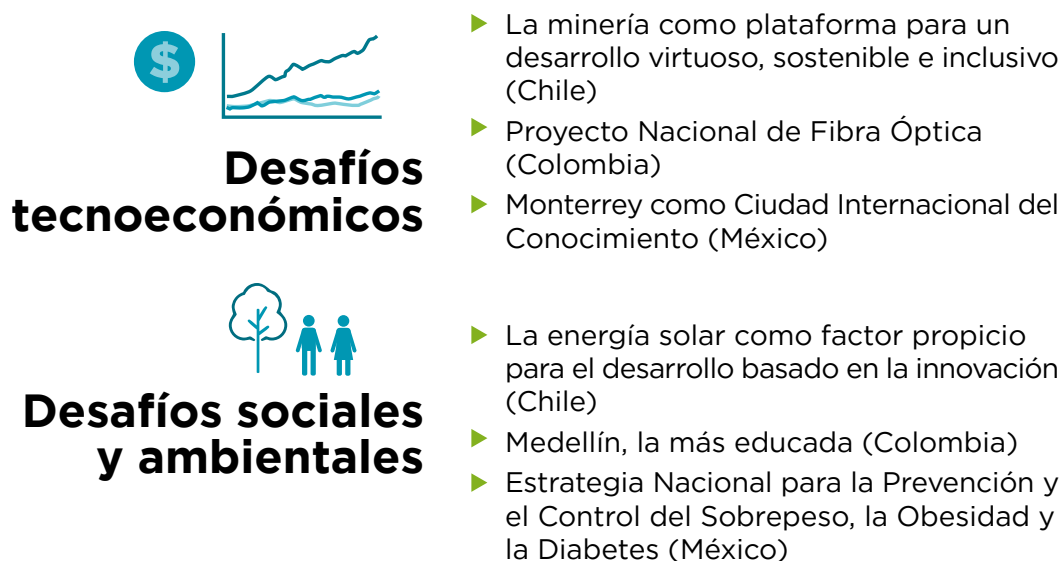 $
Desafíos
tecnoeconómicos
La minería como plataforma para un
desarrollo virtuoso, sostenible e inclusivo
(Chile)
Proyecto Nacional de Fibra Óptica
(Colombia)
Monterrey como Ciudad Internacional del
Conocimiento (México)
Desafíos sociales
y ambientales
La energía solar como factor propicio
para el desarrollo basado en la innovación
(Chile)
Medellín, la más educada (Colombia)
Estrategia Nacional para la Prevención y
el Control del Sobrepeso, la Obesidad y
la Diabetes (México)